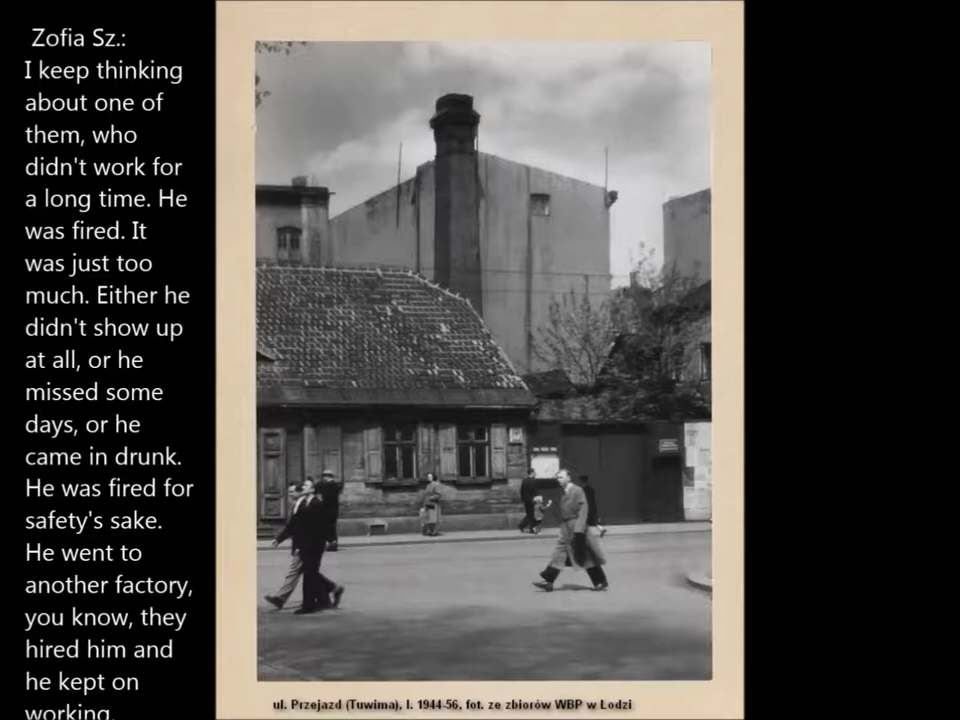 Zofia Sz.:
I keep thinking
about one of
them, who
didn't work for
a long time. He
was fired. It
was just too
much. Either he
didn't show up
at all, or he
missed some
days, or he
came in drunk.
He was fired for
safety's sake.
He went to
another factory,
you know, they
hired him and
he kept on
working.
ul. Przejazd (Tuwima), l. 1944-56, fot. ze zbiorów WBP w Łodzi